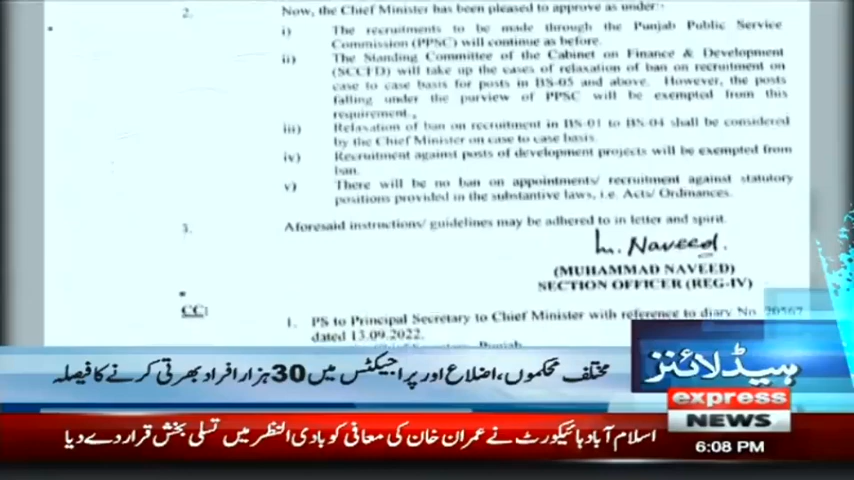 2. Now, the Chief Minister has been pleased to approve as under:-
i) The recruitments to be made through the Punjab Public Service
Commission (PPSC) will continue as before.
ii) The Standing Committee of the Cabinet on Finance & Development
(SCCFD) will take up the cases of relaxation of ban on recruitment on
case to case basis for posts in BS-05 and above. However, the posts
falling under the purview of PPSC will be exempted from this
requirement.
iii) Relaxation of ban on recruitment in BS-01 to BS-04 shall be considered
by the Chief Minister on case to case basis.
iv) Recruitment against posts of development projects will be exempted from
ban.
v) There will be no ban on appointments/ recruitment against statutory
positions provided in the substantive laws, i.e. Acts/ Ordinances.
3. Aforesaid instructions/ guidelines may be adhered to in letter and spirit.
M. Naveed.
(MUHAMMAD NAVEED)
SECTION OFFICER (REG-IV)
CC:
1. PS to Principal Secretary to Chief Minister with reference to diary No. 20567
dated 13.09.2022.
Punjab
ہیڈلائنز
مختلف محکموں، اضلاع اور پراجیکٹس میں 30 ہزار افراد بھرتی کرنے کا فیصلہ
express
NEWS
6:08 PM
اسلام آباد ہائیکورٹ نے عمران خان کی معافی کو بادی النظر میں تسلی بخش قرار دے دیا